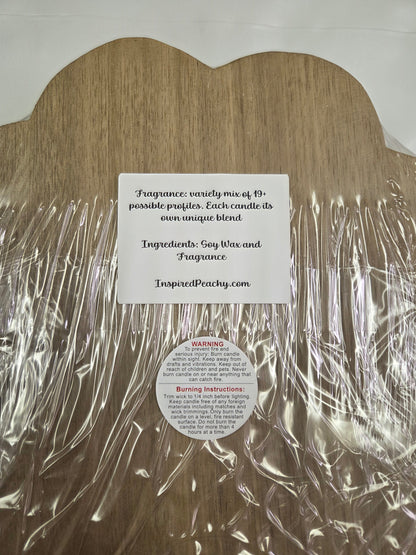 Fragrance: variety mix of 19+
possible profiles. Each candle its
own unique blend
Ingredients: Soy Wax and
Fragrance
InspiredPeachy.com
WARNING
To prevent fire and
serious injury: Burn candle
within sight. Keep away from
drafts and vibrations. Keep out of
reach of children and pets. Never
burn candle on or near anything that
can catch fire.
Burning Instructions:
Trim wick to 1/4 inch before lighting.
Keep candle free of any foreign
materials including matches and
wick trimmings. Only burn the
candle on a level, fire resistant
surface. Do not burn the
candle for more than 4
hours at a time.